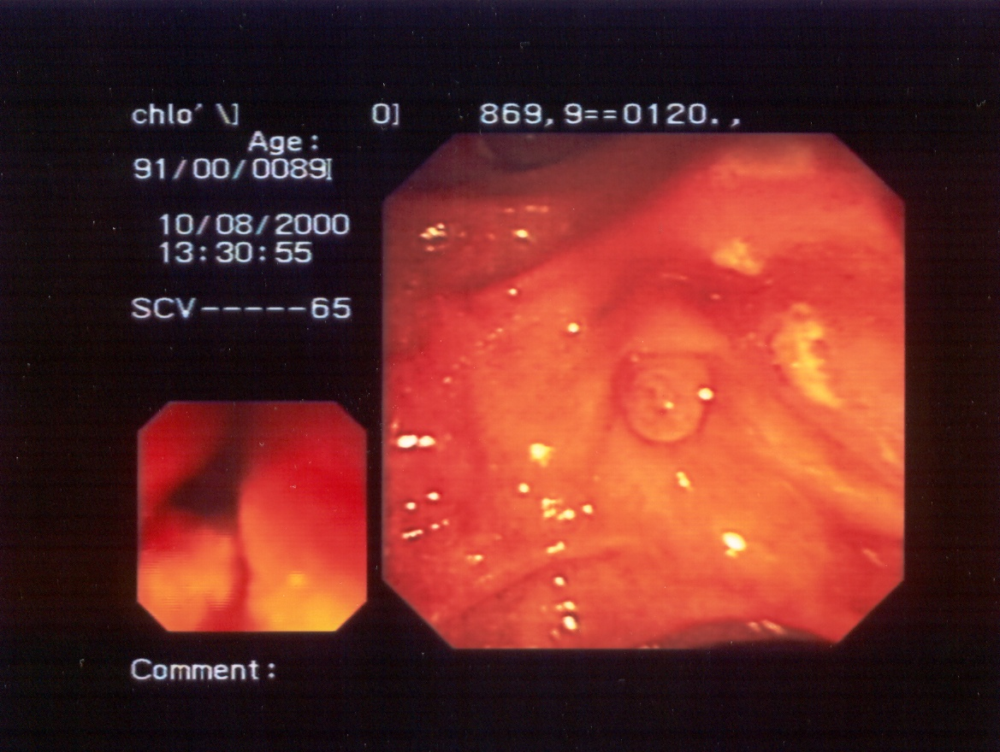 chlo' \] 0] 869,9==0120.,
Age:
91/00/0089]
10/08/2000
13:30:55
SCV-----65
Comment: